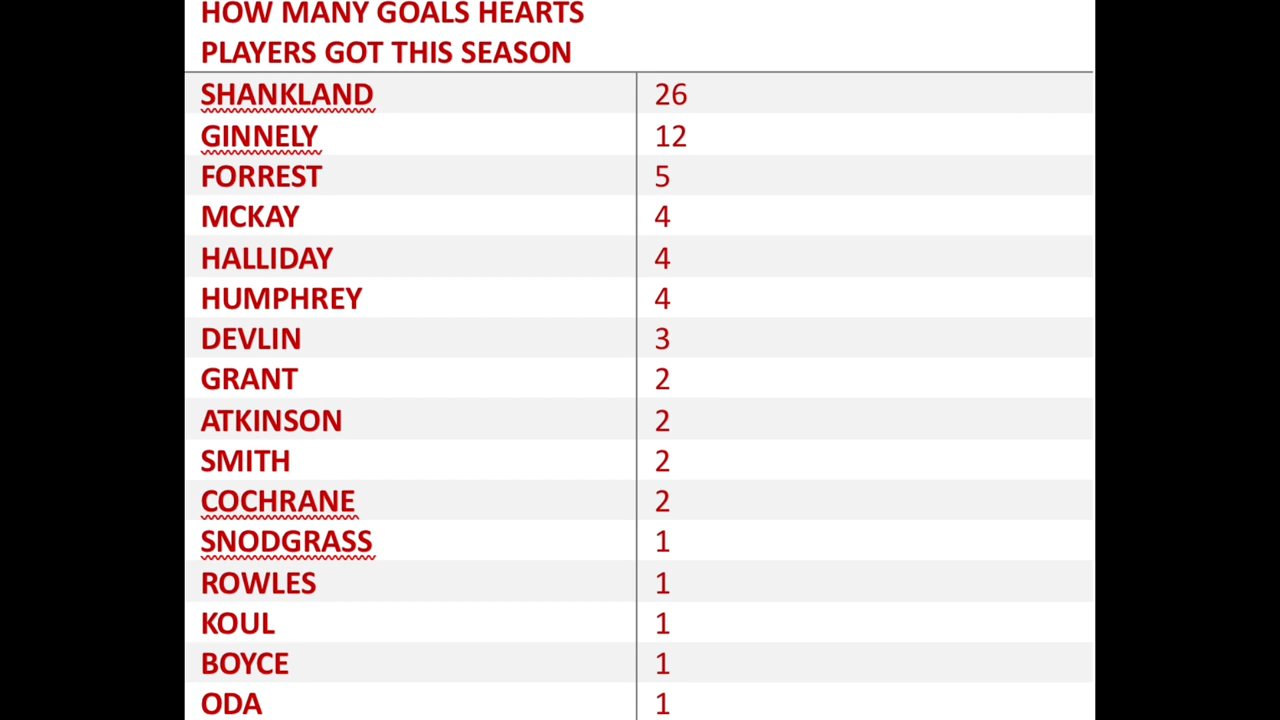 HOW MANY GOALS HEARTS
PLAYERS GOT THIS SEASON
SHANKLAND 26
GINNELY 12
FORREST 5
MCKAY 4
HALLIDAY 4
HUMPHREY 4
DEVLIN 3
GRANT 2
ATKINSON 2
SMITH 2
COCHRANE 2
SNODGRASS 1
ROWLES 1
KOUL 1
BOYCE 1
ODA 1